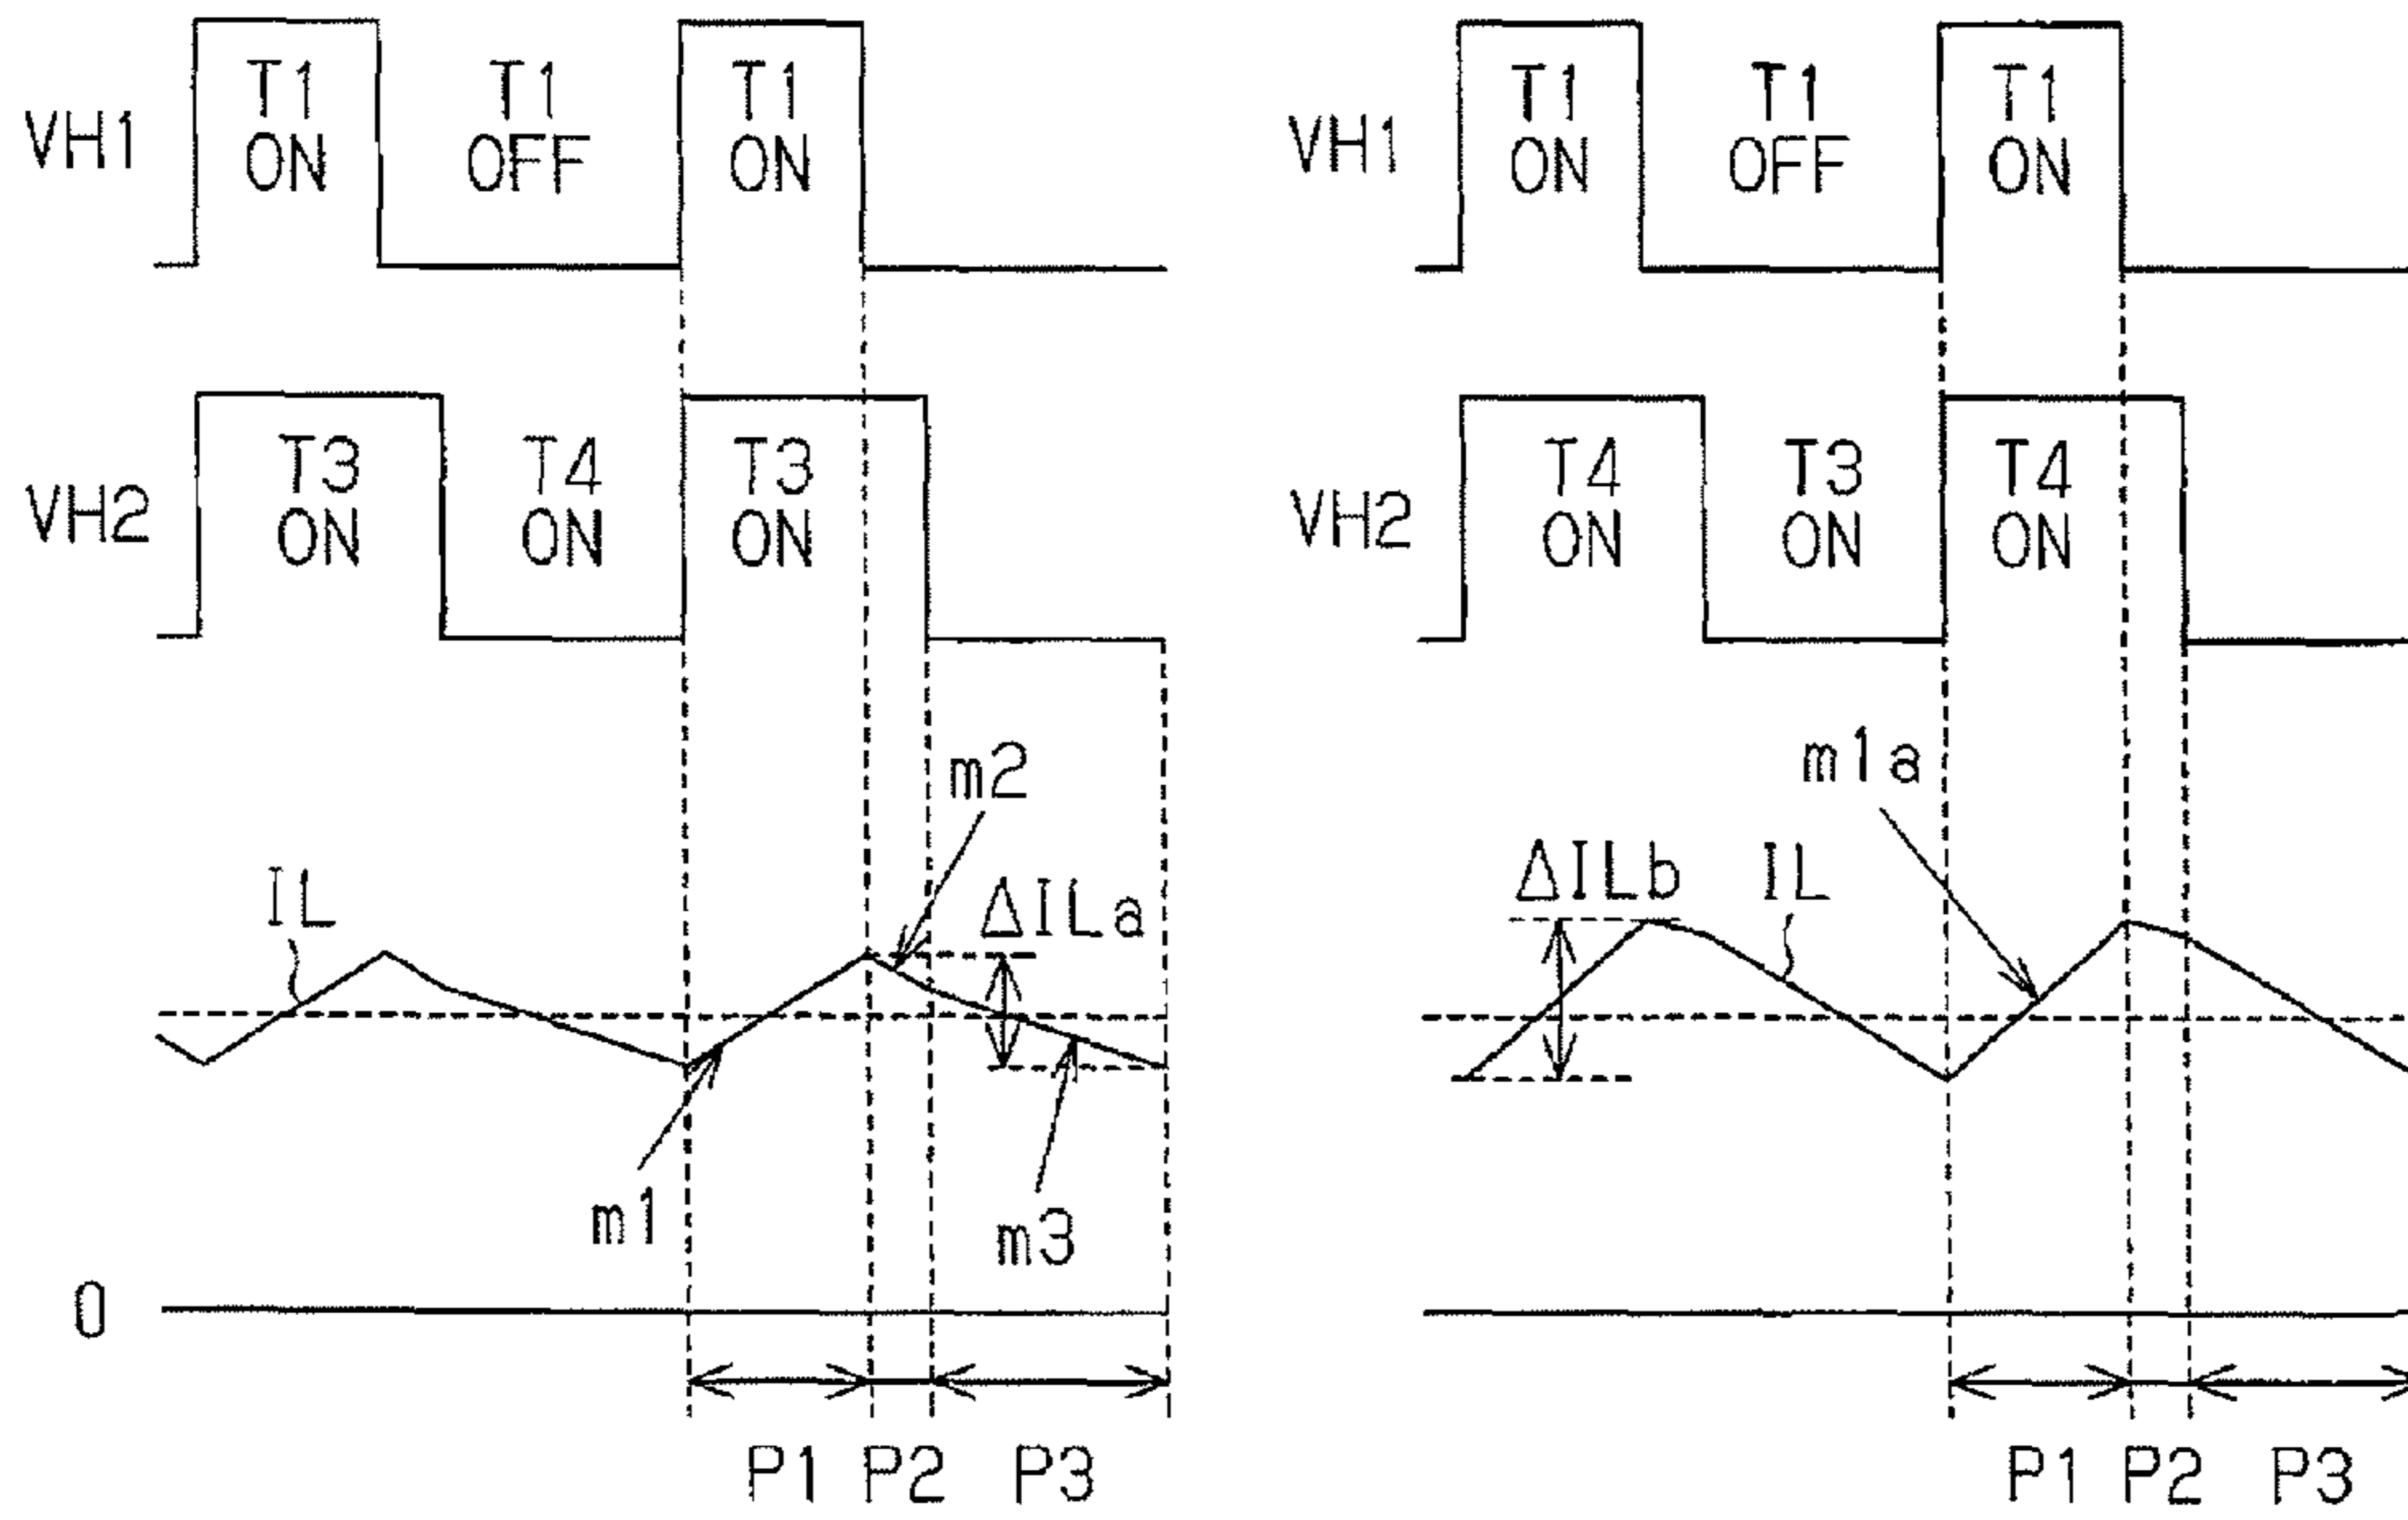 VH1
T1
ON
T1
OFF
T1
ON
VH2
T3
ON
T4
ON
T3
ON
IL
m2
ΔILa
m1
m3
0
P1 P2 P3
VH1
T1
ON
T1
OFF
T1
ON
VH2
T4
ON
T3
ON
T4
ON
m1a
ΔILb
IL
P1 P2 P3